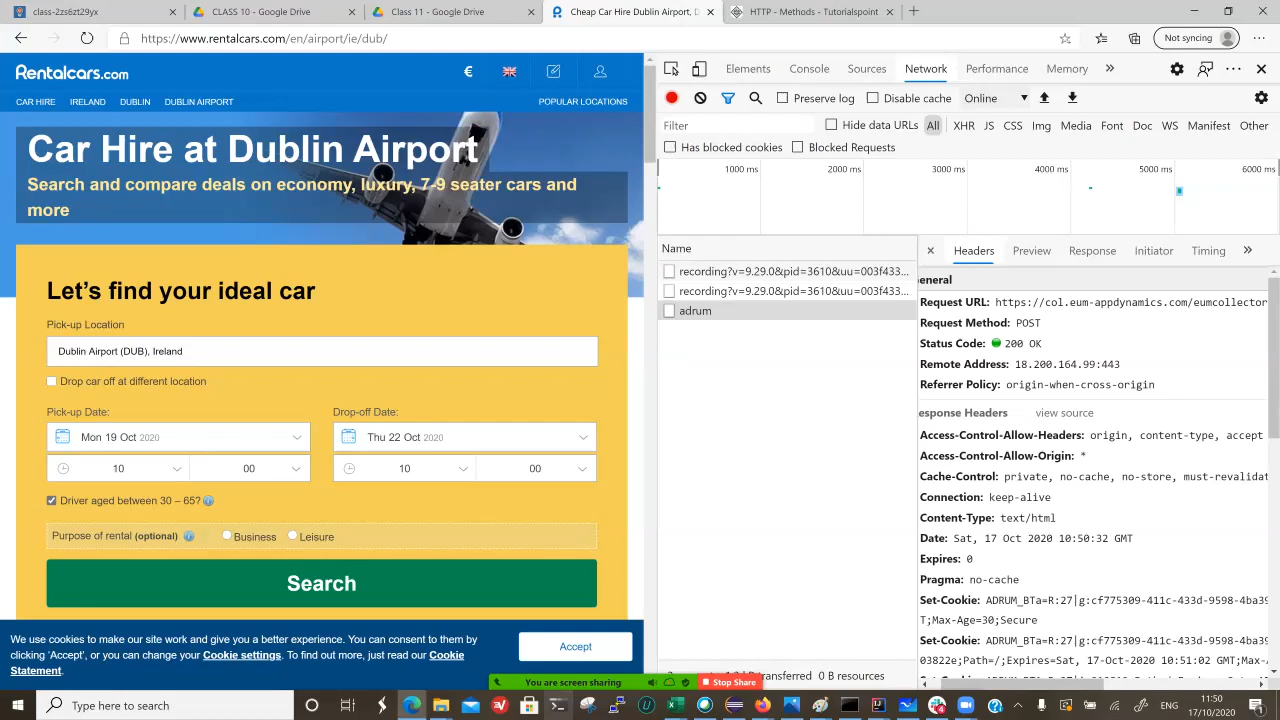 class-2zs6zt29ys
CLASS 10 - Google Drive
Class 11 - Google Drive
Cheap Car Hire Dublin Airport, D
HTTP - Methods - Tutorialspoint
https://www.rentalcars.com/en/airport/ie/dub/
Not syncing
Rentalcars.com
€
CAR HIRE IRELAND DUBLIN DUBLIN AIRPORT POPULAR LOCATIONS
Car Hire at Dublin Airport
Search and compare deals on economy, luxury, 7-9 seater cars and
more
Let's find your ideal car
Pick-up Location
Dublin Airport (DUB), Ireland
Drop car off at different location
Pick-up Date: Drop-off Date:
Mon 19 Oct 2020 Thu 22 Oct 2020
10 00 10 00
Driver aged between 30 – 65?
Purpose of rental (optional) Business Leisure
Search
We use cookies to make our site work and give you a better experience. You can consent to them by
clicking 'Accept', or you can change your Cookie settings. To find out more, just read our Cookie
Statement.
Accept
Elements Console Sources Network Performance Memory
Preserve log Disable cache Online
Filter Hide data URLs All XHR JS CSS Img Media Font Doc WS Manifest Other
Has blocked cookies Blocked Requests
1000 ms 2000 ms 3000 ms 4000 ms 5000 ms 6000 ms
Name
recording?v=9.29.0&pid=3610&uu=003f433...
recording?v=9.29.0&pid=3610&uu=003f433...
adrum
Headers Preview Response Initiator Timing
eneral
Request URL: https://col.eum-appdynamics.com/eumcollector
Request Method: POST
Status Code: 200 OK
Remote Address: 18.200.164.99:443
Referrer Policy: origin-when-cross-origin
esponse Headers view source
Access-Control-Allow-Headers: origin, content-type, accept
Access-Control-Allow-Origin: *
Cache-Control: private, no-cache, no-store, must-revalidat
Connection: keep-alive
Content-Type: text/html
Date: Sat, 17 Oct 2020 10:50:32 GMT
Expires: 0
Pragma: no-cache
Set-Cookie: ADRUM_BTa=R:27|g:cf775309-411c-433d-9598-4ba39
T;Max-Age=30;Secure
Set-Cookie: ADRUM_BTa=R:27|g:cf775309-411c-433d-9598-4ba39
03822e;Path=/;Expires=Sat, 17-Oct-2020 10:51:02 GMT;Max-A
0 B resources
You are screen sharing Stop Share
Type here to search
11:50
17/10/2020